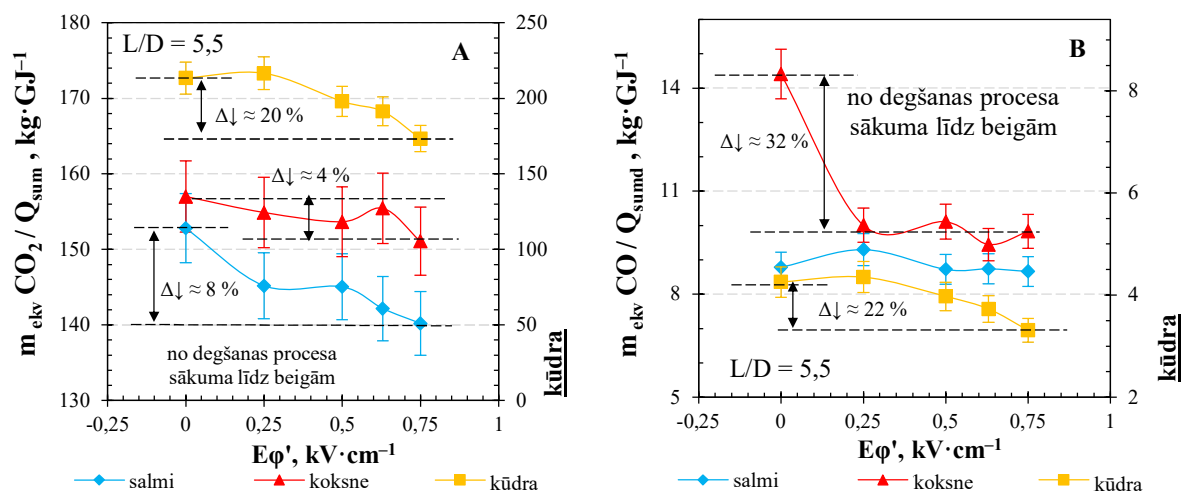 L/D = 5,5
A
m ekv CO2 / Qsum , kg·GJ–1
180
170
160
150
140
130
Δ↓ ≈ 20 %
Δ↓ ≈ 4 %
Δ↓ ≈ 8 %
no degšanas procesa
sākuma līdz beigām
250
200
150
100
50
0
kūdra
-0,25
0
0,25
0,5
0,75
1
Eφ', kV·cm–1
salmi
koksne
kūdra
B
m ekv CO / Qsumd , kg·GJ–1
14
11
8
5
no degšanas procesa
sākuma līdz beigām
Δ↓ ≈ 32 %
Δ↓ ≈ 22 %
L/D = 5,5
8
6
4
2
kūdra
-0,25
0
0,25
0,5
0,75
1
Eφ', kV·cm–1
salmi
koksne
kūdra